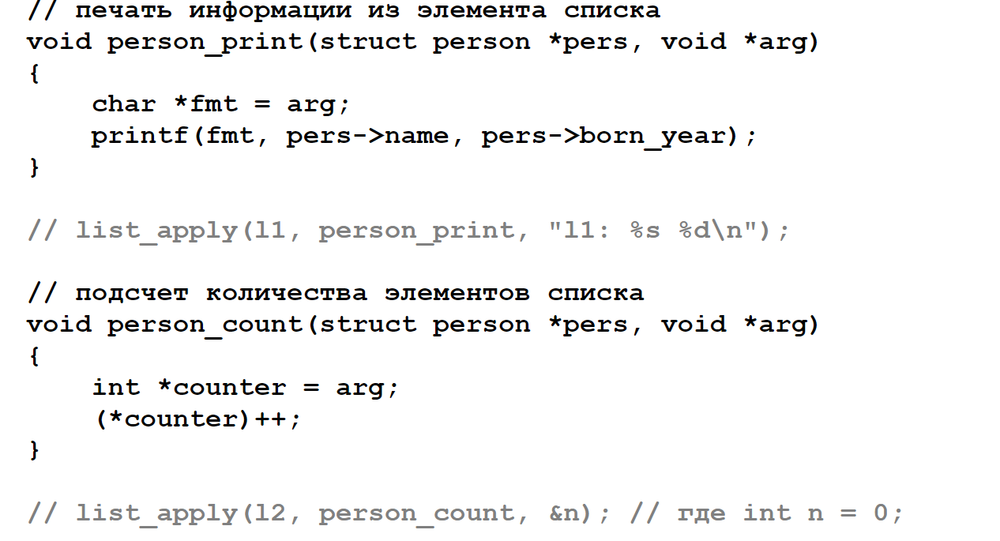 // печать информации из элемента списка
void person_print(struct person *pers, void *arg)
{
    char *fmt = arg;
    printf(fmt, pers->name, pers->born_year);
}
// list_apply(l1, person_print, "l1: %s %d\n");
// подсчет количества элементов списка
void person_count(struct person *pers, void *arg)
{
    int *counter = arg;
    (*counter)++;
}
// list_apply(l2, person_count, &n); // где int n = 0;